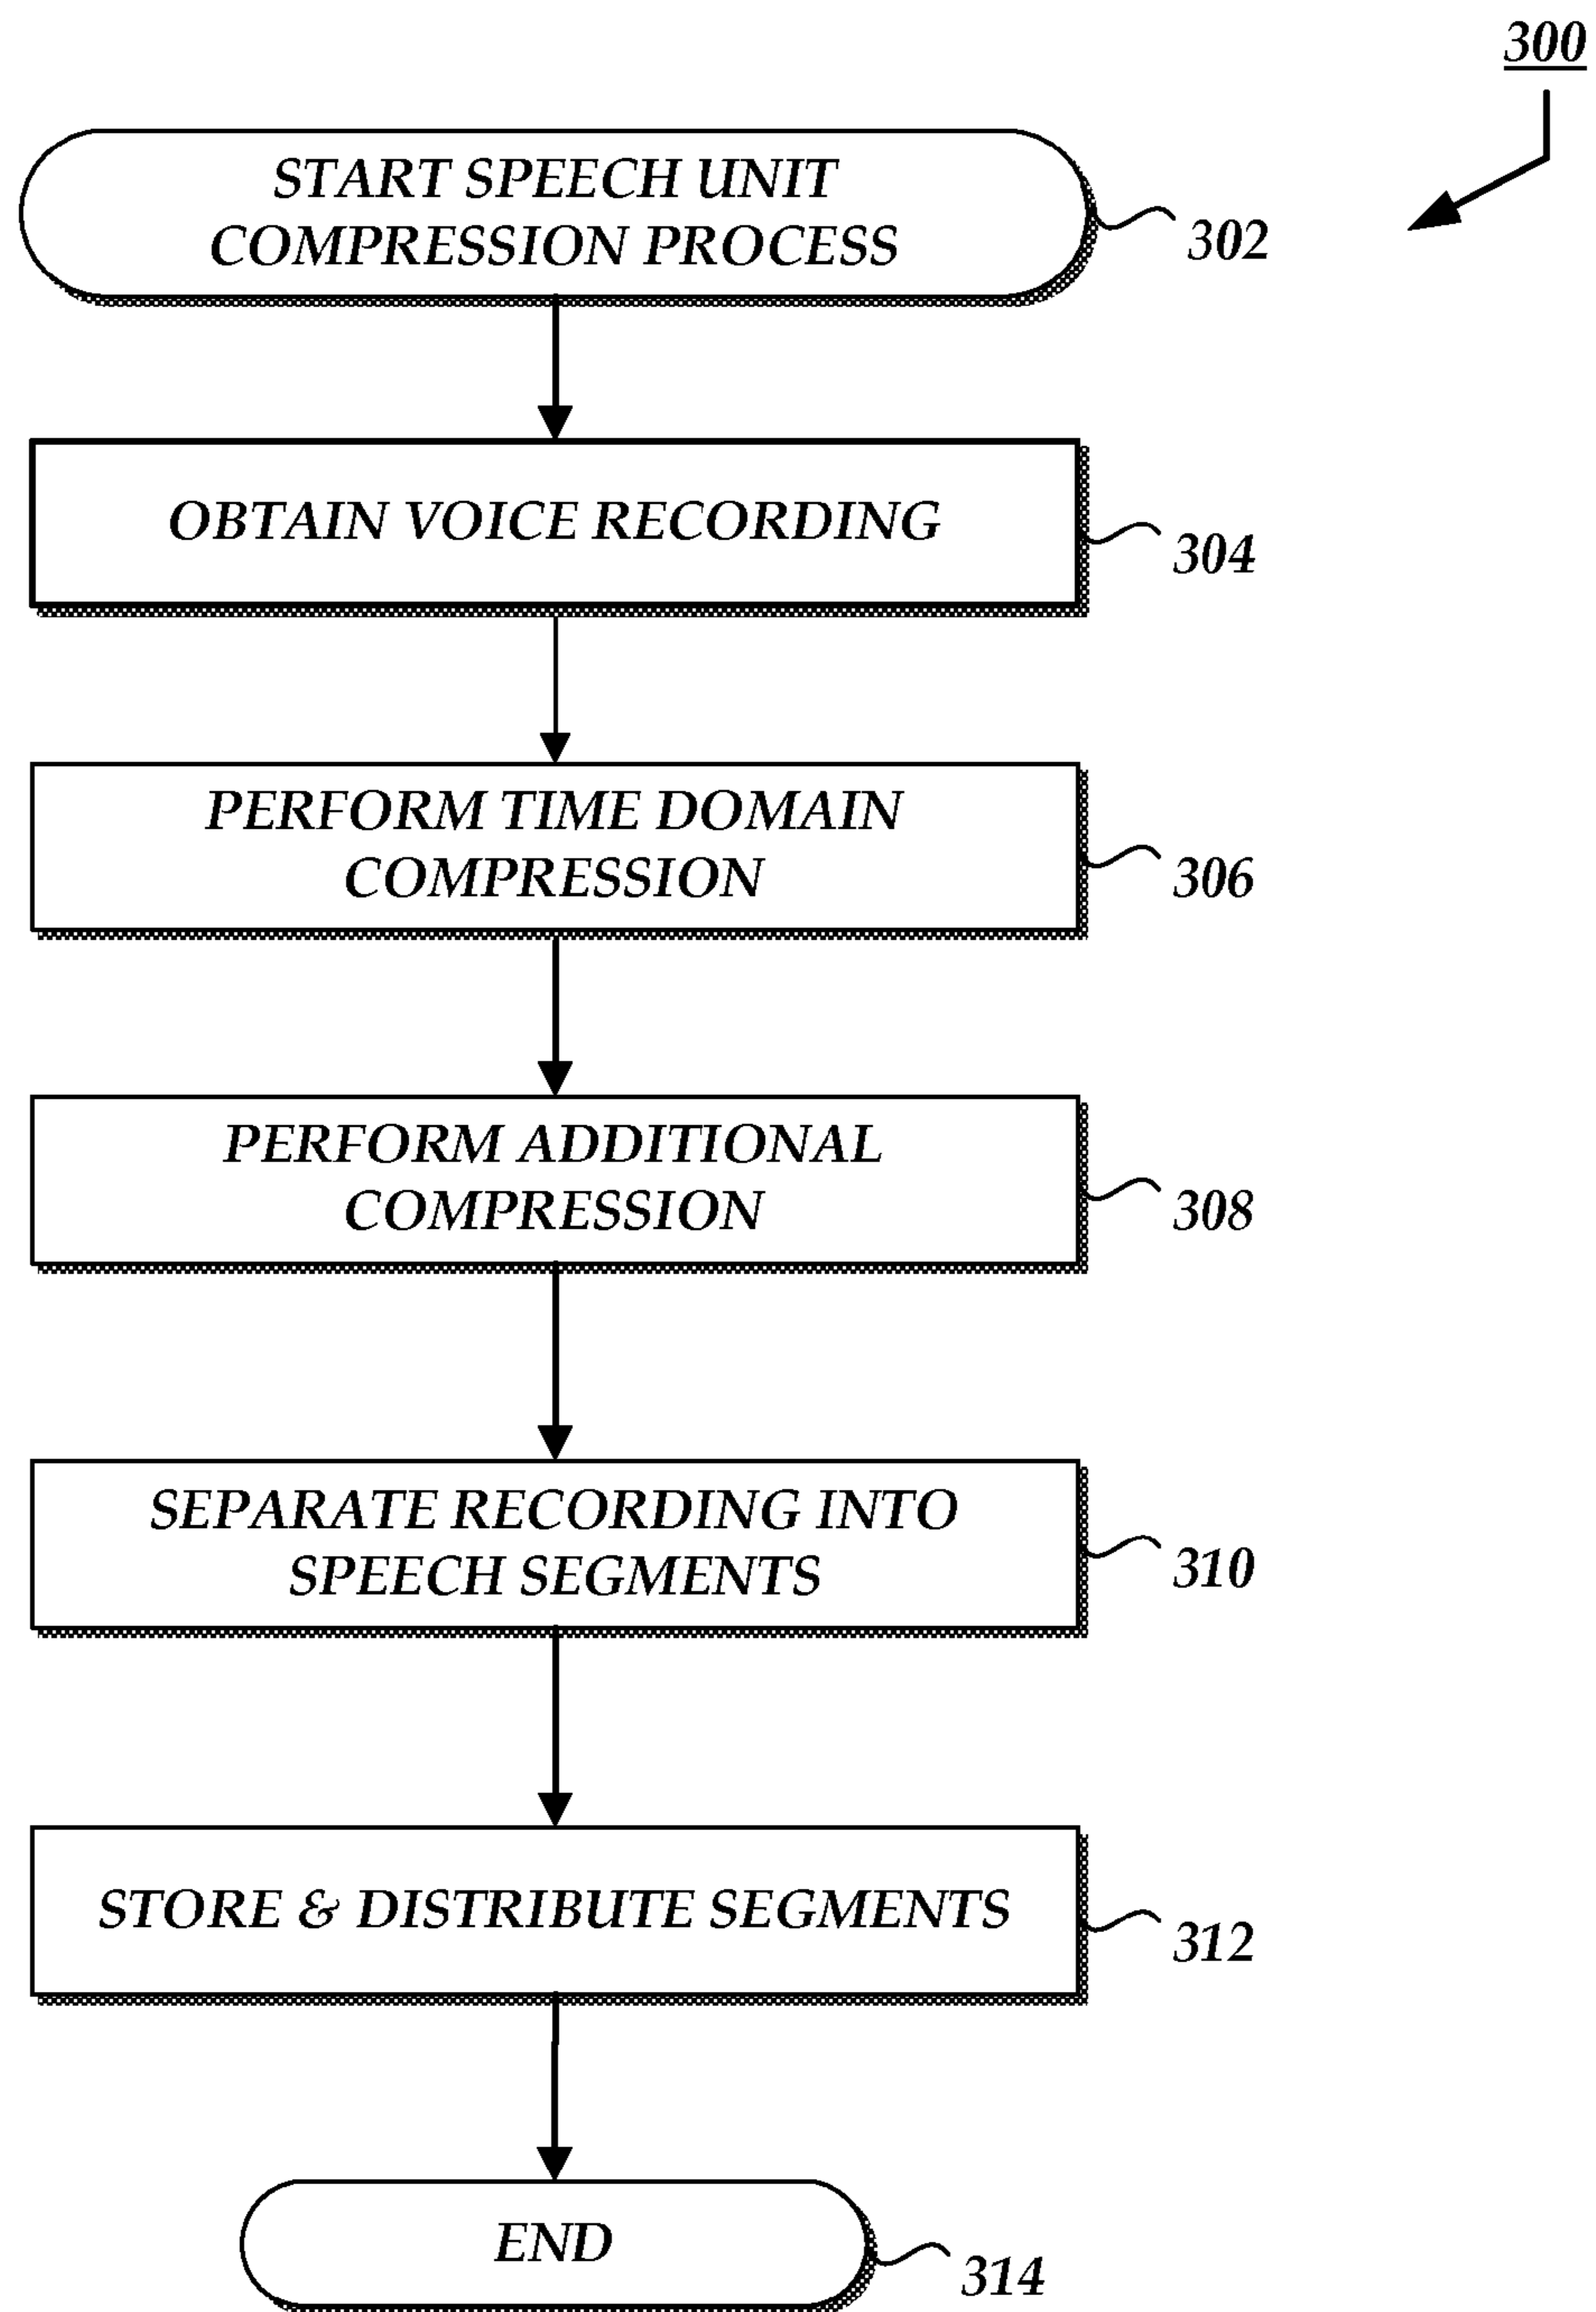 300
START SPEECH UNIT
COMPRESSION PROCESS
302
OBTAIN VOICE RECORDING
304
PERFORM TIME DOMAIN
COMPRESSION
306
PERFORM ADDITIONAL
COMPRESSION
308
SEPARATE RECORDING INTO
SPEECH SEGMENTS
310
STORE & DISTRIBUTE SEGMENTS
312
END
314